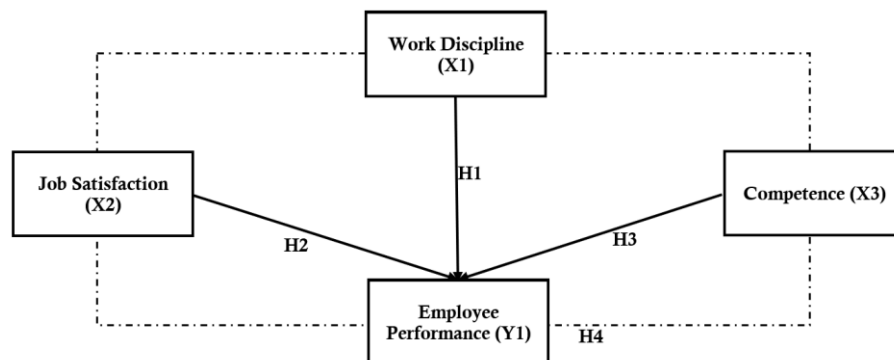 Work Discipline
(X1)
Job Satisfaction
(X2)
H1
Competence (X3)
H2
H3
Employee
Performance (Y1)
H4